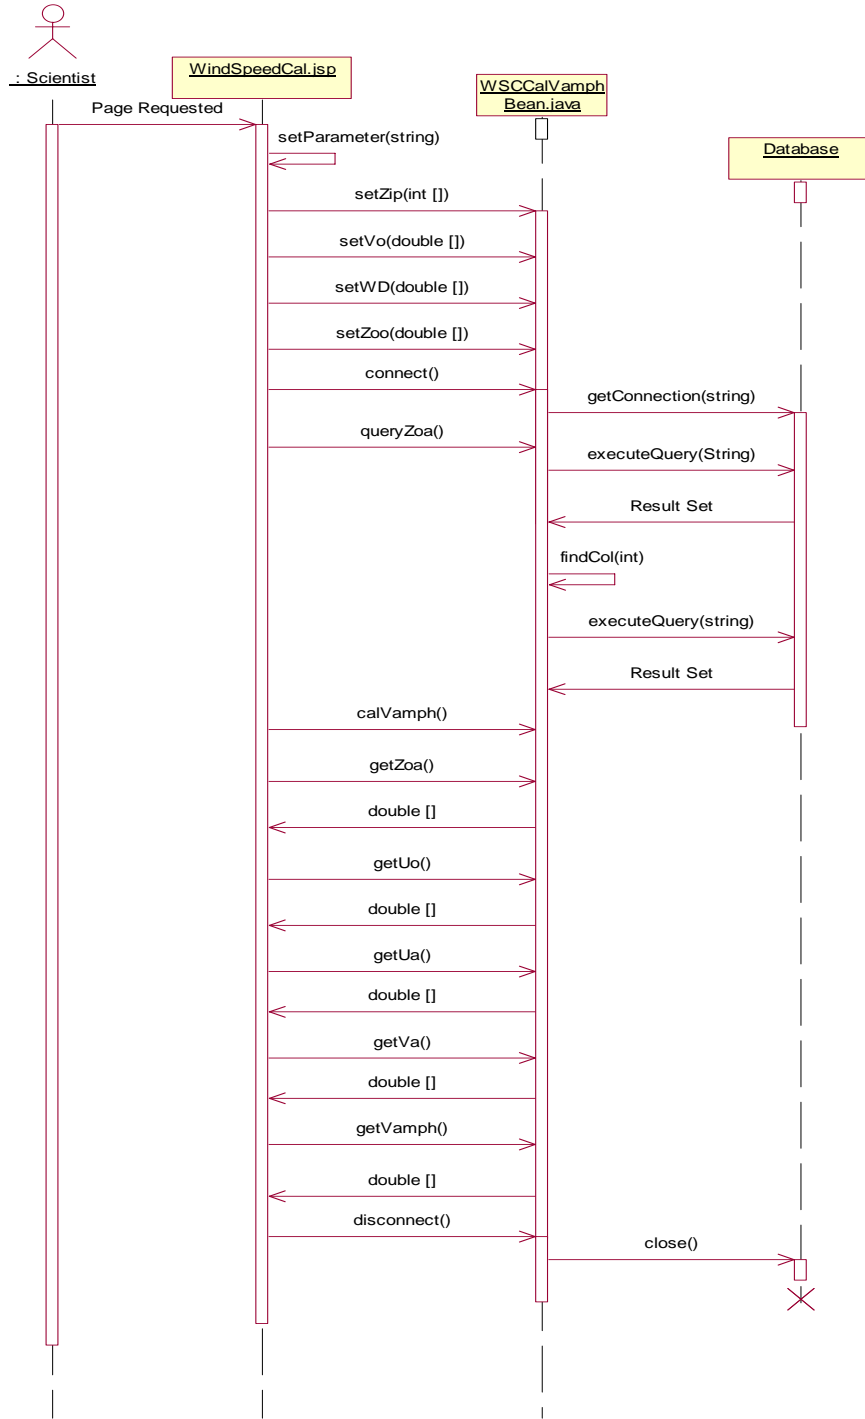 _: Scientist
WindSpeedCal.jsp
WSCCalVamph
Bean.java
Database
Page Requested
setParameter(string)
setZip(int [])
setVo(double [])
setWD(double [])
setZoo(double [])
connect()
getConnection(string)
queryZoa()
executeQuery(String)
Result Set
findCol(int)
executeQuery(string)
Result Set
calVamph()
getZoa()
double []
getUo()
double []
getUa()
double []
getVa()
double []
getVamph()
double []
disconnect()
close()